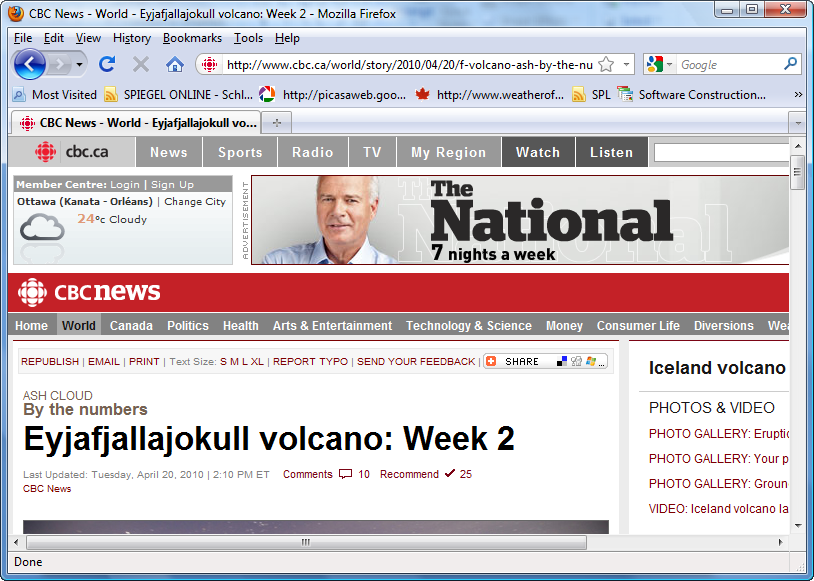 CBC News - World - Eyjafjallajokull volcano: Week 2 - Mozilla Firefox
File Edit View History Bookmarks Tools Help
http://www.cbc.ca/world/story/2010/04/20/f-volcano-ash-by-the-nu
Google
Most Visited SPIEGEL ONLINE - Schl... http://picasaweb.goo... http://www.weatherof... SPL Software Construction... »
CBC News - World - Eyjafjallajokull vo...
cbc.ca News Sports Radio TV My Region Watch Listen
Member Centre: Login | Sign Up
Ottawa (Kanata - Orléans) | Change City
24°c Cloudy
ADVERTISEMENT
The
National
7 nights a week
CBCnews
Home World Canada Politics Health Arts & Entertainment Technology & Science Money Consumer Life Diversions Wea
REPUBLISH | EMAIL | PRINT | Text Size: S M L XL | REPORT TYPO | SEND YOUR FEEDBACK | SHARE ...
ASH CLOUD
By the numbers
Eyjafjallajokull volcano: Week 2
Last Updated: Tuesday, April 20, 2010 | 2:10 PM ET Comments 10 Recommend 25
CBC News
Iceland volcano
PHOTOS & VIDEO
PHOTO GALLERY: Eruptic
PHOTO GALLERY: Your p
PHOTO GALLERY: Groun
VIDEO: Iceland volcano la
Done